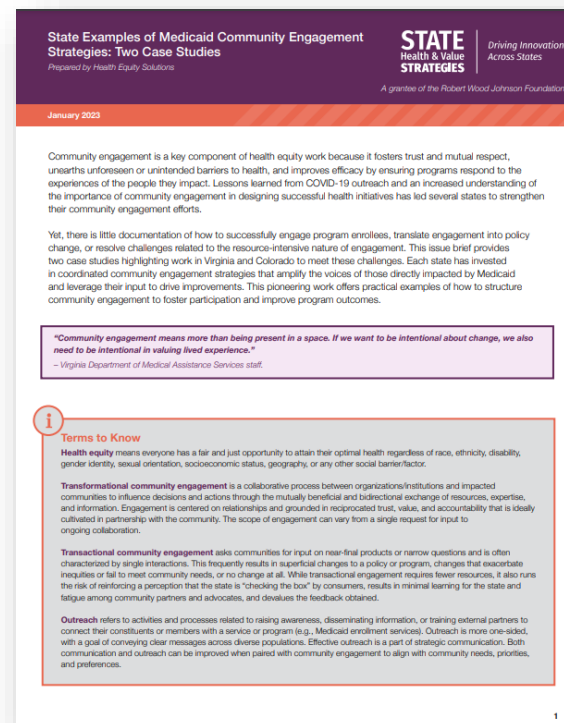 State Examples of Medicaid Community Engagement
Strategies: Two Case Studies
Prepared by Health Equity Solutions
STATE
Health & Value
STRATEGIES
Driving Innovation
Across States
A grantee of the Robert Wood Johnson Foundation
January 2023
Community engagement is a key component of health equity work because it fosters trust and mutual respect,
unearths unforeseen or unintended barriers to health, and improves efficacy by ensuring programs respond to the
experiences of the people they impact. Lessons learned from COVID-19 outreach and an increased understanding of
the importance of community engagement in designing successful health initiatives has led several states to strengthen
their community engagement efforts.
Yet, there is little documentation of how to successfully engage program enrollees, translate engagement into policy
change, or resolve challenges related to the resource-intensive nature of engagement. This issue brief provides
two case studies highlighting work in Virginia and Colorado to meet these challenges. Each state has invested
in coordinated community engagement strategies that amplify the voices of those directly impacted by Medicaid
and leverage their input to drive improvements. This pioneering work offers practical examples of how to structure
community engagement to foster participation and improve program outcomes.
"Community engagement means more than being present in a space. If we want to be intentional about change, we also
need to be intentional in valuing lived experience."
– Virginia Department of Medical Assistance Services staff.
i
Terms to Know
Health equity means everyone has a fair and just opportunity to attain their optimal health regardless of race, ethnicity, disability,
gender identity, sexual orientation, socioeconomic status, geography, or any other social barrier/factor.
Transformational community engagement is a collaborative process between organizations/institutions and impacted
communities to influence decisions and actions through the mutually beneficial and bidirectional exchange of resources, expertise,
and information. Engagement is centered on relationships and grounded in reciprocated trust, value, and accountability that is ideally
cultivated in partnership with the community. The scope of engagement can vary from a single request for input to
ongoing collaboration.
Transactional community engagement asks communities for input on near-final products or narrow questions and is often
characterized by single interactions. This frequently results in superficial changes to a policy or program, changes that exacerbate
inequities or fail to meet community needs, or no change at all. While transactional engagement requires fewer resources, it also runs
the risk of reinforcing a perception that the state is "checking the box" by consumers, results in minimal learning for the state and
fatigue among community partners and advocates, and devalues the feedback obtained.
Outreach refers to activities and processes related to raising awareness, disseminating information, or training external partners to
connect their constituents or members with a service or program (e.g., Medicaid enrollment services). Outreach is more one-sided,
with a goal of conveying clear messages across diverse populations. Effective outreach is a part of strategic communication. Both
communication and outreach can be improved when paired with community engagement to align with community needs, priorities,
and preferences.
1